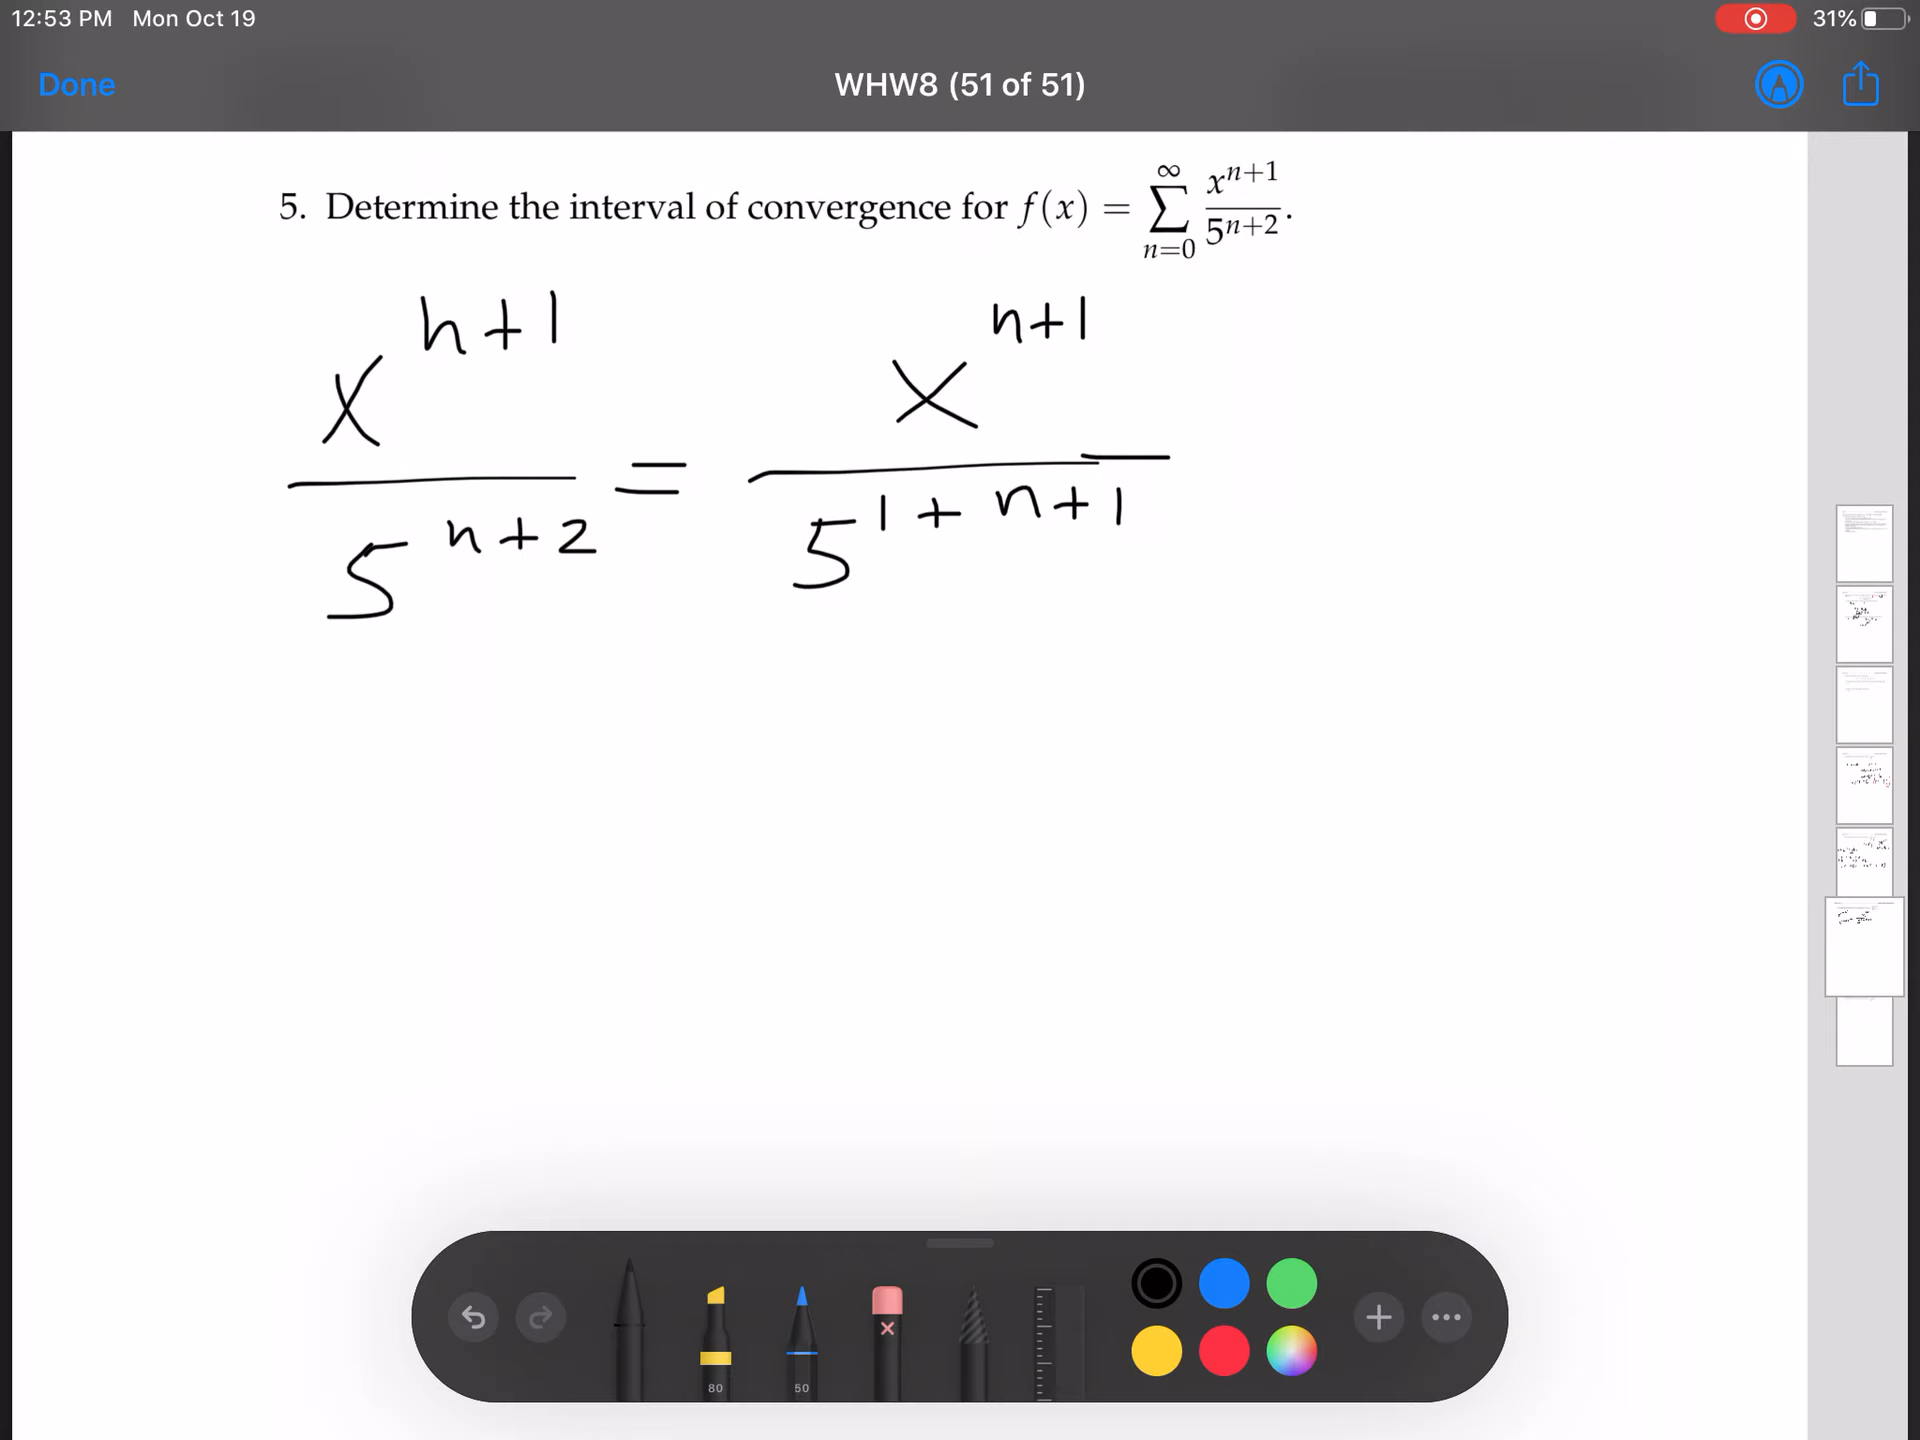 12:53 PM Mon Oct 19 31%
Done WHW8 (51 of 51)
5. Determine the interval of convergence for f(x) = ∑_{n=0}^{∞} x^{n+1}/5^{n+2}.
x^{n+1}/5^{n+2} = x^{n+1}/5^{1+n+1}
80 50